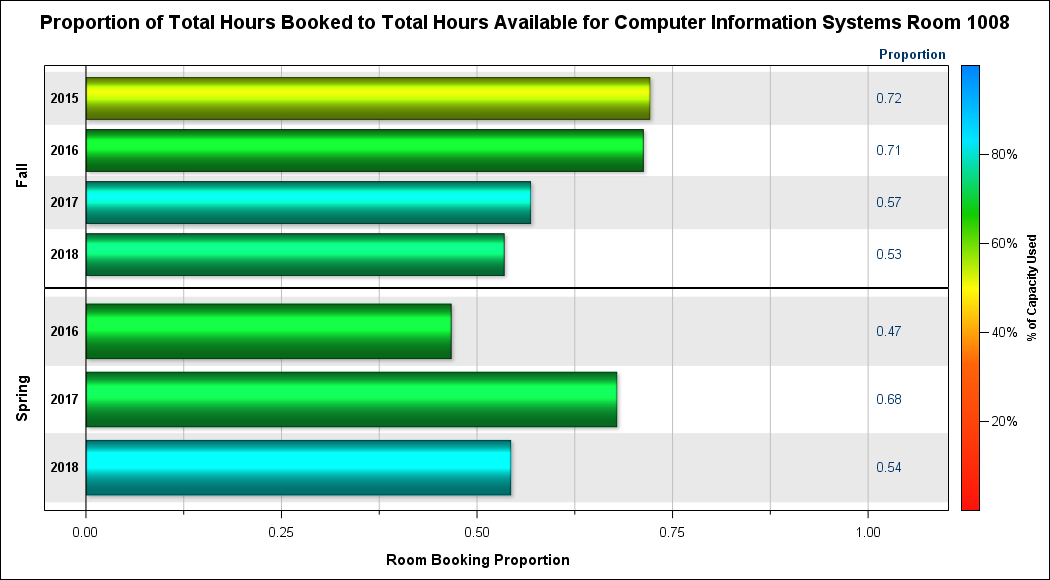 Proportion of Total Hours Booked to Total Hours Available for Computer Information Systems Room 1008
Proportion
Fall
2015 0.72
2016 0.71
2017 0.57
2018 0.53
Spring
2016 0.47
2017 0.68
2018 0.54
0.00 0.25 0.50 0.75 1.00
Room Booking Proportion
80%
60%
40%
20%
% of Capacity Used